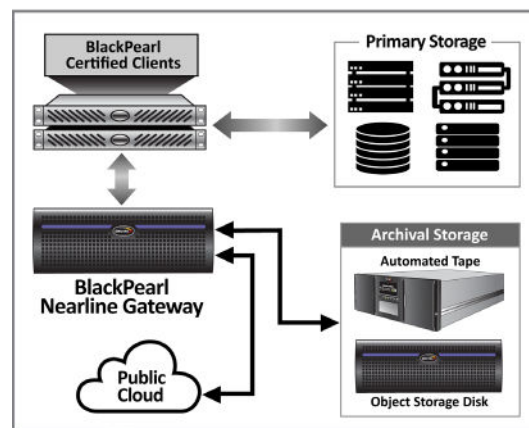 BlackPearl
Certified Clients
Primary Storage
BlackPearl
Nearline Gateway
Public
Cloud
Archival Storage
Automated Tape
Object Storage Disk